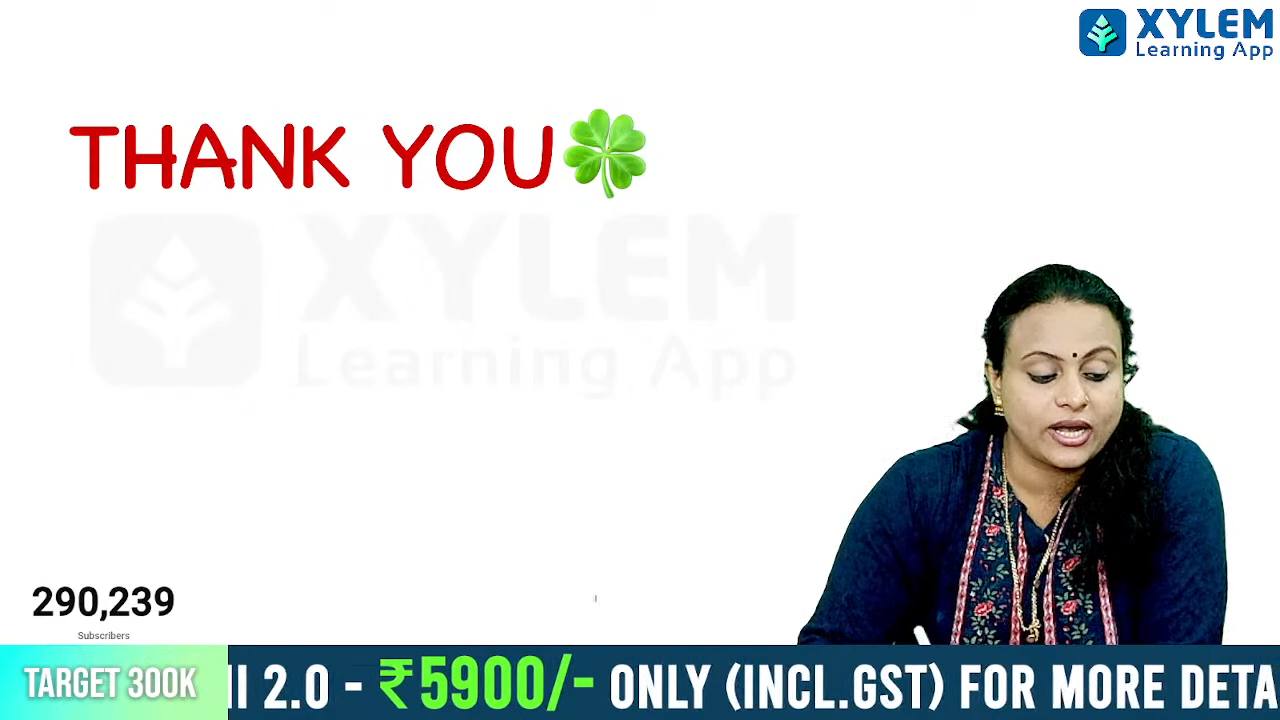 XYLEM
Learning App
THANK YOU
XYLEM
Learning App
290,239
Subscribers
TARGET 300K
II 2.0 - ₹5900/- ONLY (INCL.GST) FOR MORE DETA